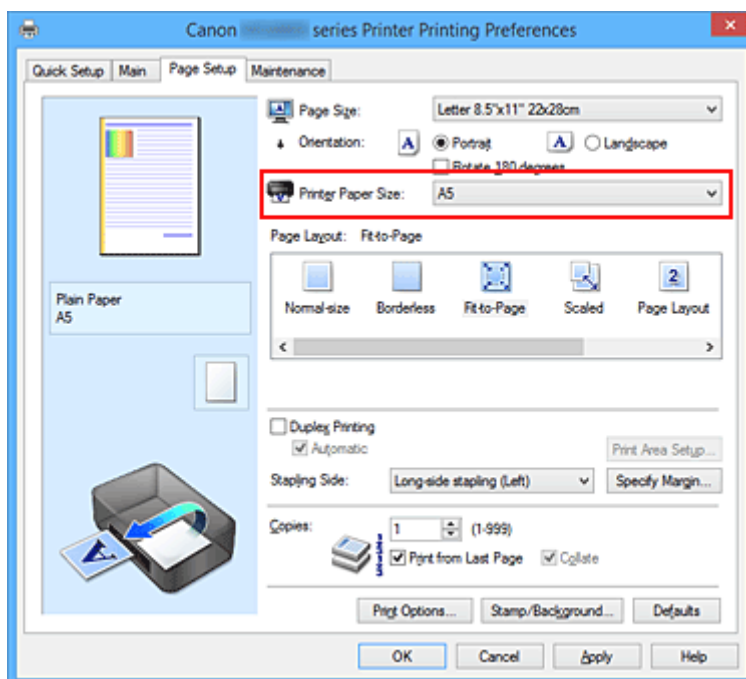 Canon series Printer Printing Preferences
Quick Setup Main Page Setup Maintenance
Page Size: Letter 8.5"x11" 22x28cm
Orientation: A Portrait A Landscape
Rotate 180 degrees
Printer Paper Size: A5
Page Layout: Fit-to-Page
Normal-size Borderless Fit-to-Page Scaled 2 Page Layout
Plain Paper
A5
Duplex Printing
Automatic
Print Area Setup...
Stapling Side: Long-side stapling (Left) Specify Margin...
Copies: 1 (1-999)
Print from Last Page Collate
Print Options... Stamp/Background... Defaults
OK Cancel Apply Help